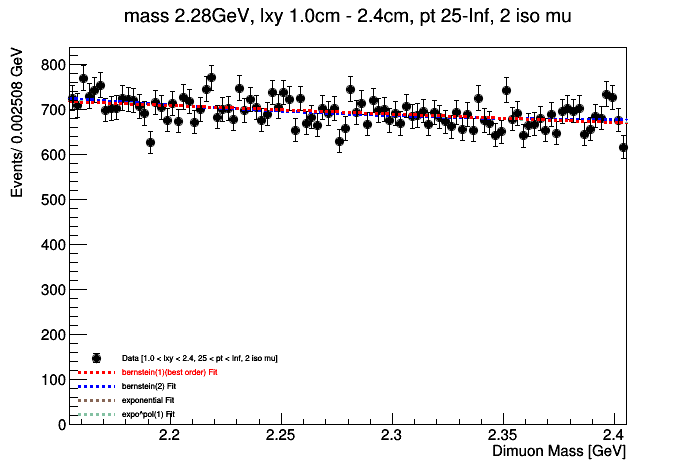 mass 2.28GeV, lxy 1.0cm - 2.4cm, pt 25-Inf, 2 iso mu
Events/ 0.002508 GeV
800
700
600
500
400
300
200
100
0
Data [1.0 < lxy < 2.4, 25 < pt < Inf, 2 iso mu]
bernstein(1)(best order) Fit
bernstein(2) Fit
exponential Fit
expo*pol(1) Fit
2.2 2.25 2.3 2.35 2.4
Dimuon Mass [GeV]